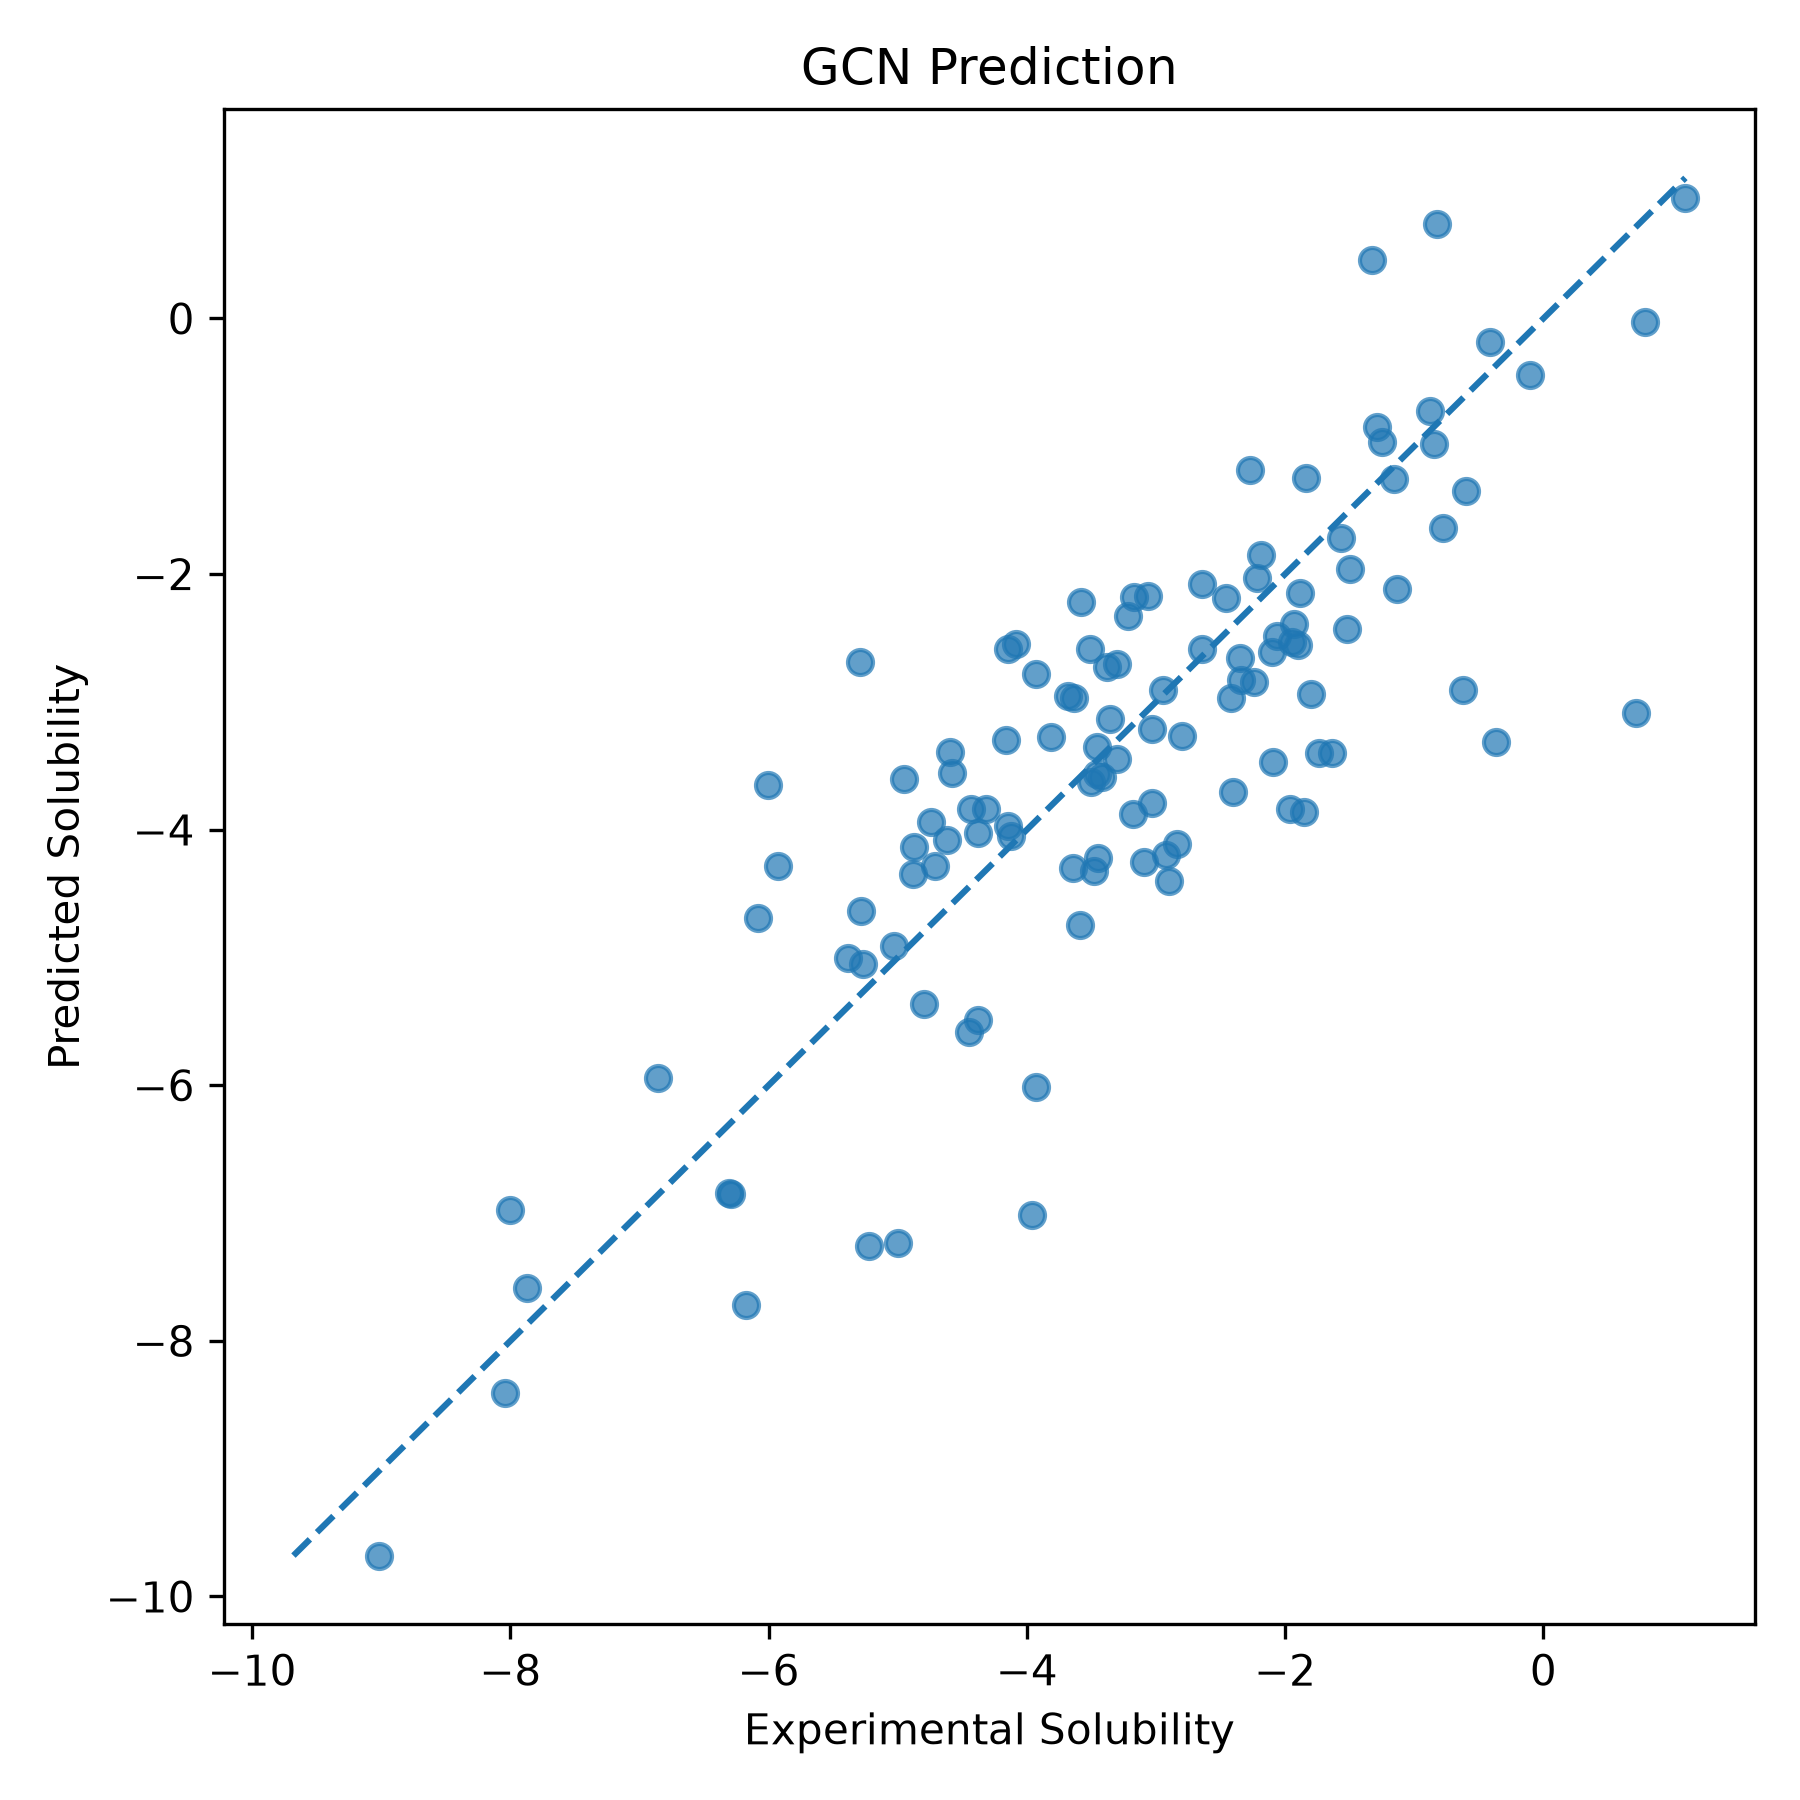 GCN Prediction
Predicted Solubility
0
−2
−4
−6
−8
−10
−10 −8 −6 −4 −2 0
Experimental Solubility